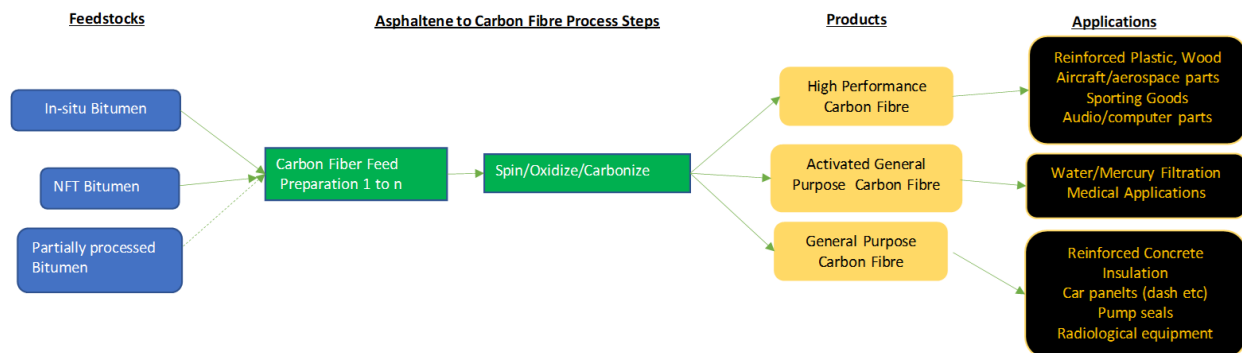 Feedstocks
Asphaltene to Carbon Fibre Process Steps
Products
Applications
In-situ Bitumen
NFT Bitumen
Partially processed
Bitumen
Carbon Fiber Feed
Preparation 1 to n
Spin/Oxidize/Carbonize
High Performance
Carbon Fibre
Activated General
Purpose Carbon Fibre
General Purpose
Carbon Fibre
Reinforced Plastic, Wood
Aircraft/aerospace parts
Sporting Goods
Audio/computer parts
Water/Mercury Filtration
Medical Applications
Reinforced Concrete
Insulation
Car panelts (dash etc)
Pump seals
Radiological equipment